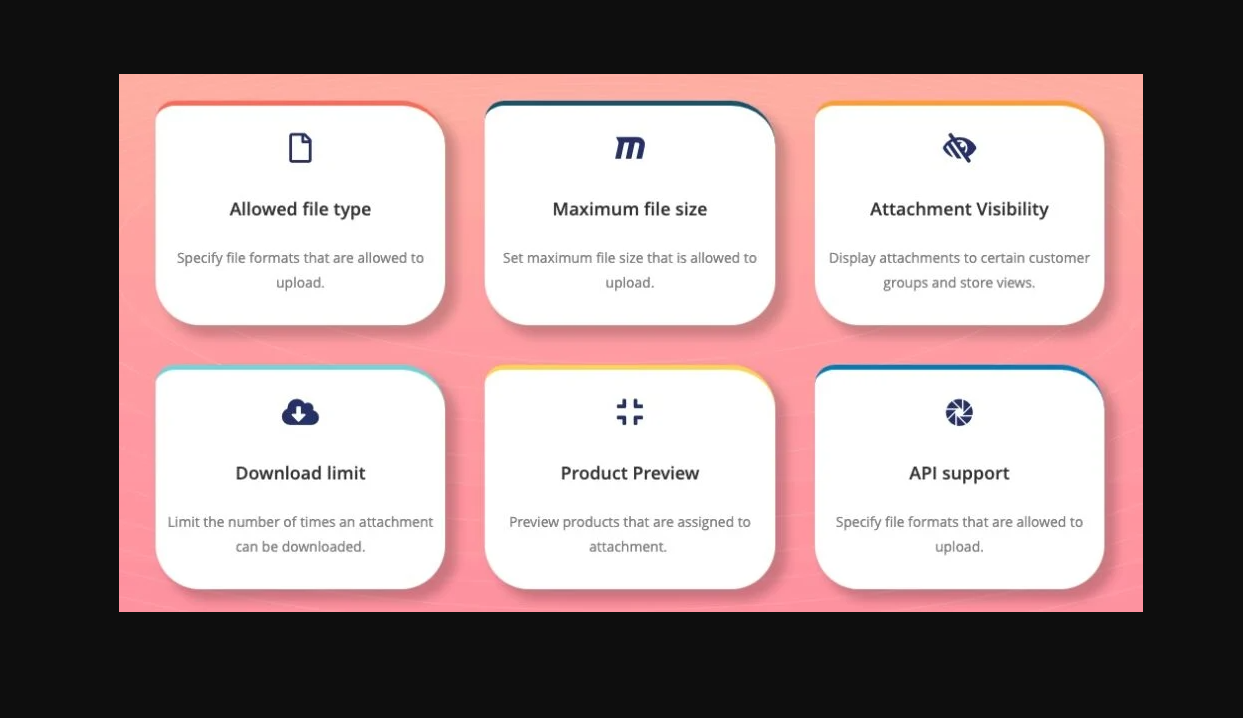 Allowed file type
Specify file formats that are allowed to
upload.
Maximum file size
Set maximum file size that is allowed to
upload.
Attachment Visibility
Display attachments to certain customer
groups and store views.
Download limit
Limit the number of times an attachment
can be downloaded.
Product Preview
Preview products that are assigned to
attachment.
API support
Specify file formats that are allowed to
upload.